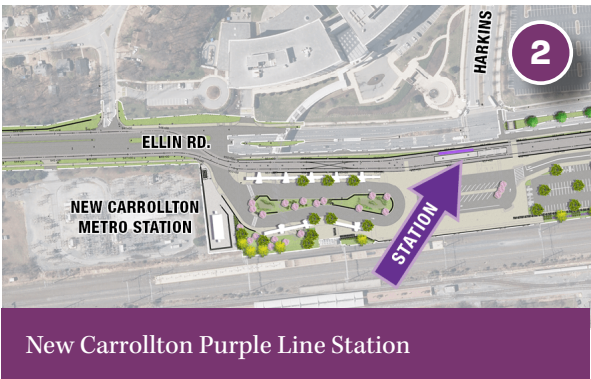 HARKINS
2
ELLIN RD.
NEW CARROLLTON
METRO STATION
STATION
New Carrollton Purple Line Station